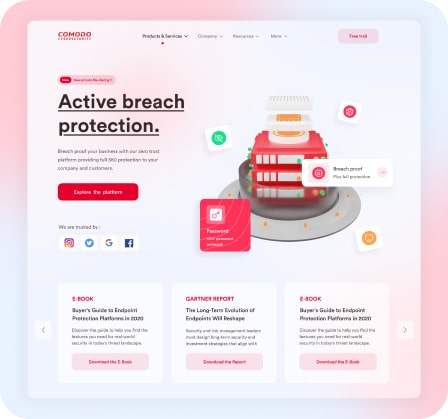 COMODO
CYBERSECURITY
Products & Services
Company
Resources
More
Free trail
New private file sharing !
Active breach
protection.
Breach proof your business with our zero trust
platform providing full 360 protection to your
company and customers.
Explore the platform
We are trusted by :
Breach proof
Plus full protection
Password
E-BOOK
Buyer's Guide to Endpoint
Protection Platforms in 2020
Discover the guide to help you find the
features you need for real-world
security in today's threat landscape.
Download the E-Book
GARTNER REPORT
The Long-Term Evolution of
Endpoints Will Reshape
Security and risk management leaders
must design long-term security and
investment strategies that align with
Download the Report
E-BOOK
Buyer's Guide to Endpoint
Protection Platforms in 2020
Discover the guide to help you find the
features you need for real-world
security in today's threat landscape.
Download the E-Book